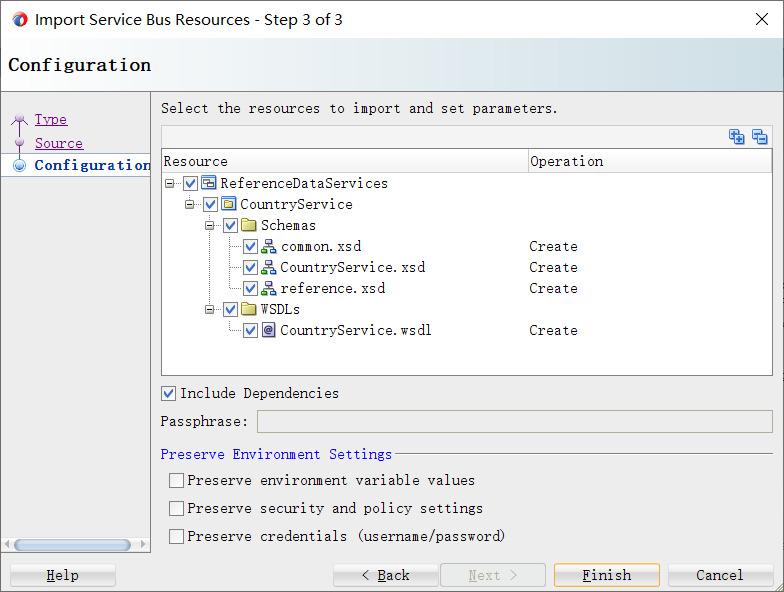 Import Service Bus Resources - Step 3 of 3
Configuration
Type
Source
Configuration
Select the resources to import and set parameters.
Resource Operation
ReferenceDataServices
CountryService
Schemas
common.xsd Create
CountryService.xsd Create
reference.xsd Create
WSDLs
CountryService.wsdl Create
Include Dependencies
Passphrase:
Preserve Environment Settings
Preserve environment variable values
Preserve security and policy settings
Preserve credentials (username/password)
Help < Back Next > Finish Cancel